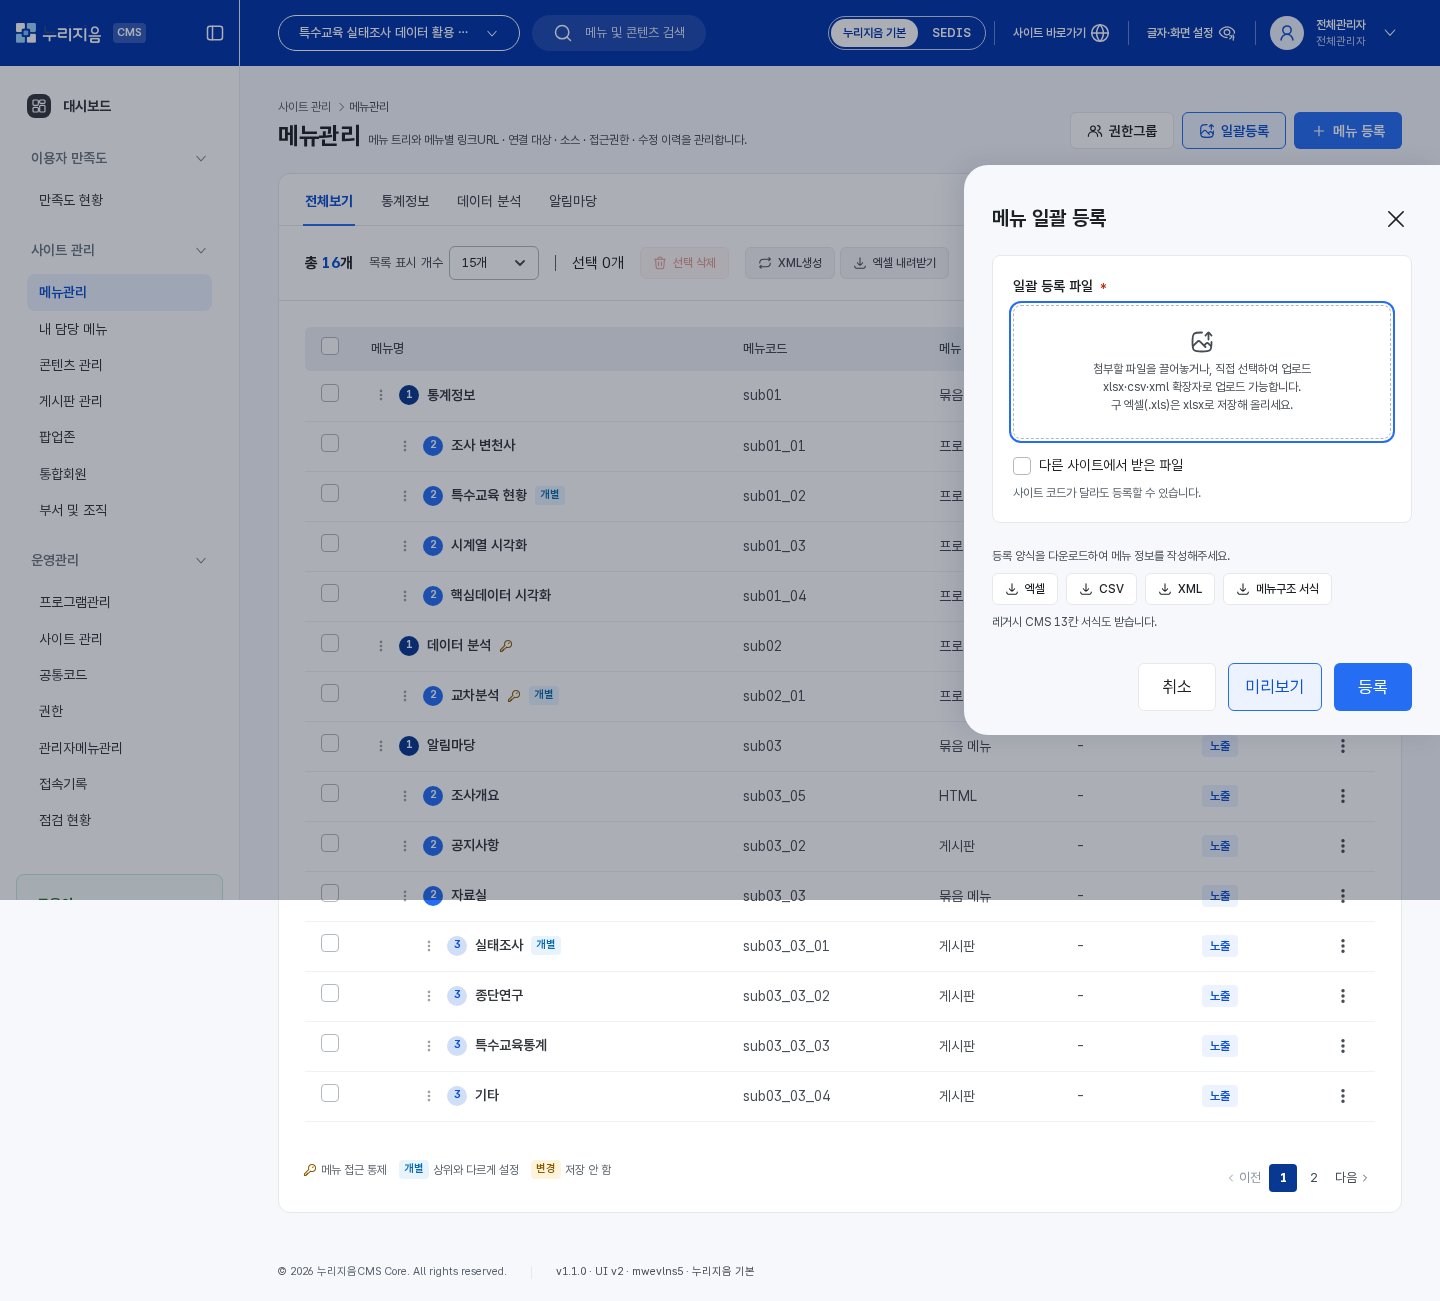 누리지음 CMS
특수교육 실태조사 데이터 활용 ···
메뉴 및 콘텐츠 검색
누리지음 기본
SEDIS
사이트 바로가기
글자·화면 설정
전체관리자
전체관리자
대시보드
이용자 만족도
만족도 현황
사이트 관리
메뉴관리
내 담당 메뉴
콘텐츠 관리
게시판 관리
팝업존
통합회원
부서 및 조직
운영관리
프로그램관리
사이트 관리
공통코드
권한
관리자메뉴관리
접속기록
점검 현황
사이트 관리 > 메뉴관리
메뉴관리 메뉴 트리와 메뉴별 링크URL · 연결 대상 · 소스 · 접근권한 · 수정 이력을 관리합니다.
권한그룹
일괄등록
메뉴 등록
전체보기 통계정보 데이터 분석 알림마당
총 16개 목록 표시 개수 15개 선택 0개 선택 삭제 XML생성 엑셀 내려받기
메뉴명 메뉴코드 메뉴
1 통계정보 sub01 묶음
2 조사 변천사 sub01_01 프로
2 특수교육 현황 개별 sub01_02 프로
2 시계열 시각화 sub01_03 프로
2 핵심데이터 시각화 sub01_04 프로
1 데이터 분석 sub02 프로
2 교차분석 개별 sub02_01 프로
1 알림마당 sub03 묶음 메뉴 - 노출
2 조사개요 sub03_05 HTML - 노출
2 공지사항 sub03_02 게시판 - 노출
2 자료실 sub03_03 묶음 메뉴 - 노출
3 실태조사 개별 sub03_03_01 게시판 - 노출
3 종단연구 sub03_03_02 게시판 - 노출
3 특수교육통계 sub03_03_03 게시판 - 노출
3 기타 sub03_03_04 게시판 - 노출
메뉴 접근 통제 개별 상위와 다르게 설정 변경 저장 안 함
이전 1 2 다음
© 2026 누리지음CMS Core. All rights reserved.
v1.1.0 · UI v2 · mwevlns5 · 누리지음 기본
메뉴 일괄 등록
일괄 등록 파일 *
첨부할 파일을 끌어놓거나, 직접 선택하여 업로드
xlsx·csv·xml 확장자로 업로드 가능합니다.
구 엑셀(.xls)은 xlsx로 저장해 올리세요.
다른 사이트에서 받은 파일
사이트 코드가 달라도 등록할 수 있습니다.
등록 양식을 다운로드하여 메뉴 정보를 작성해주세요.
엑셀 CSV XML 메뉴구조 서식
레거시 CMS 13칸 서식도 받습니다.
취소 미리보기 등록